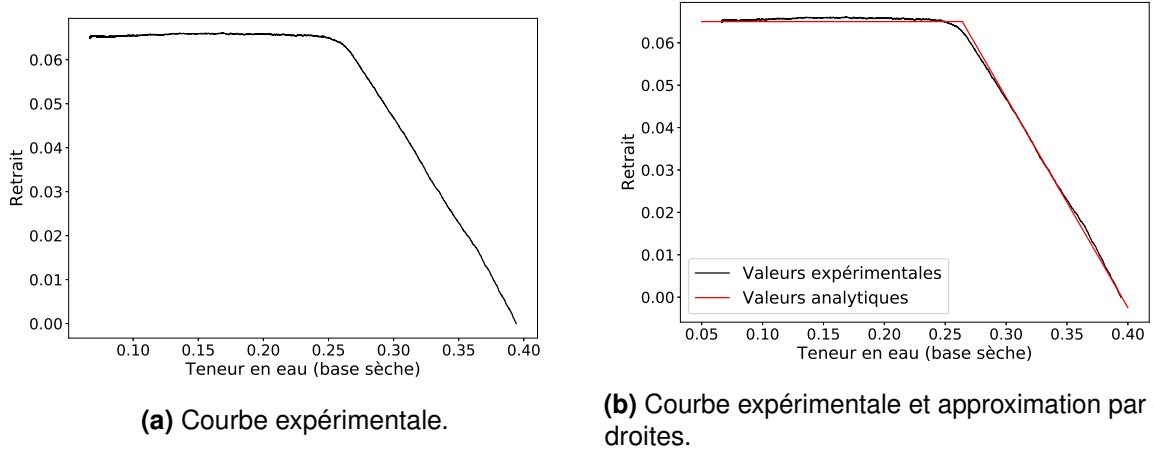 0.06
0.05
0.04
0.03
0.02
0.01
0.00
Retrait
0.10 0.15 0.20 0.25 0.30 0.35 0.40
Teneur en eau (base sèche)
(a) Courbe expérimentale.
0.06
0.05
0.04
0.03
0.02
0.01
0.00
Retrait
Valeurs expérimentales
Valeurs analytiques
0.05 0.10 0.15 0.20 0.25 0.30 0.35 0.40
Teneur en eau (base sèche)
(b) Courbe expérimentale et approximation par
droites.